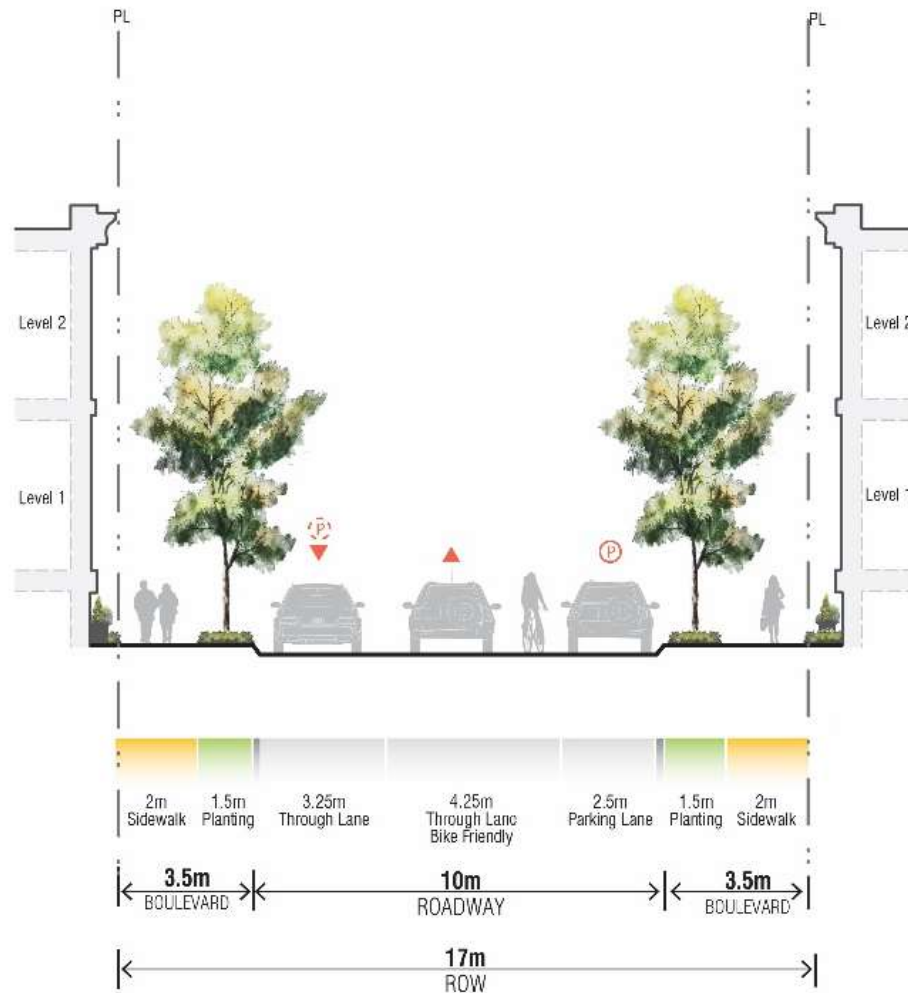 PL
PL
Level 2
Level 2
Level 1
Level 1
P
P
2m
Sidewalk
1.5m
Planting
3.25m
Through Lane
4.25m
Through Lane
Bike Friendly
2.5m
Parking Lane
1.5m
Planting
2m
Sidewalk
3.5m
BOULEVARD
10m
ROADWAY
3.5m
BOULEVARD
17m
ROW